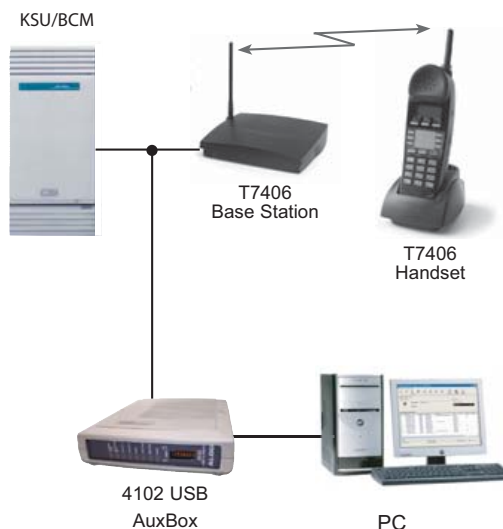 KSU/BCM
T7406
Base Station
T7406
Handset
4102 USB
AuxBox
PC